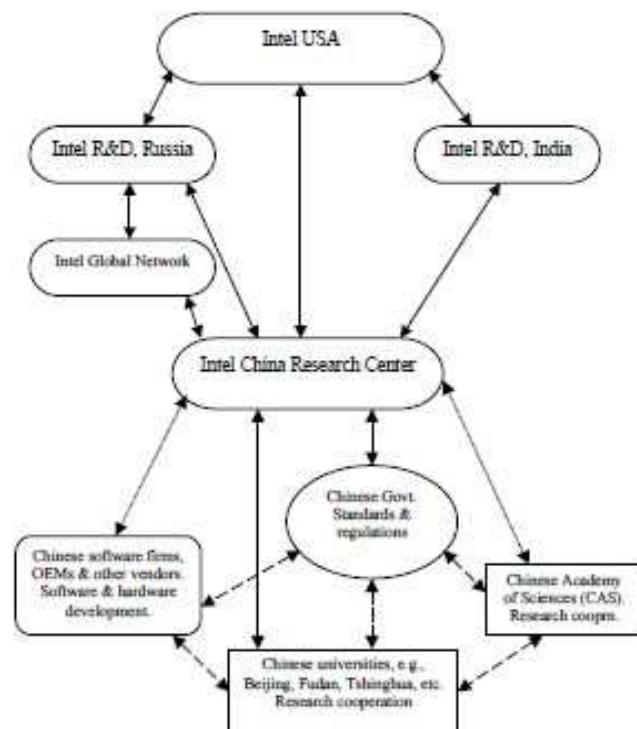 Intel USA
Intel R&D, Russia
Intel R&D, India
Intel Global Network
Intel China Research Center
Chinese Govt.
Standards &
regulations
Chinese software firms,
OEMs & other vendors.
Software & hardware
development.
Chinese Academy
of Sciences (CAS).
Research coopm.
Chinese universities, e.g.,
Beijing, Fudan, Tshinghua, etc.
Research cooperation